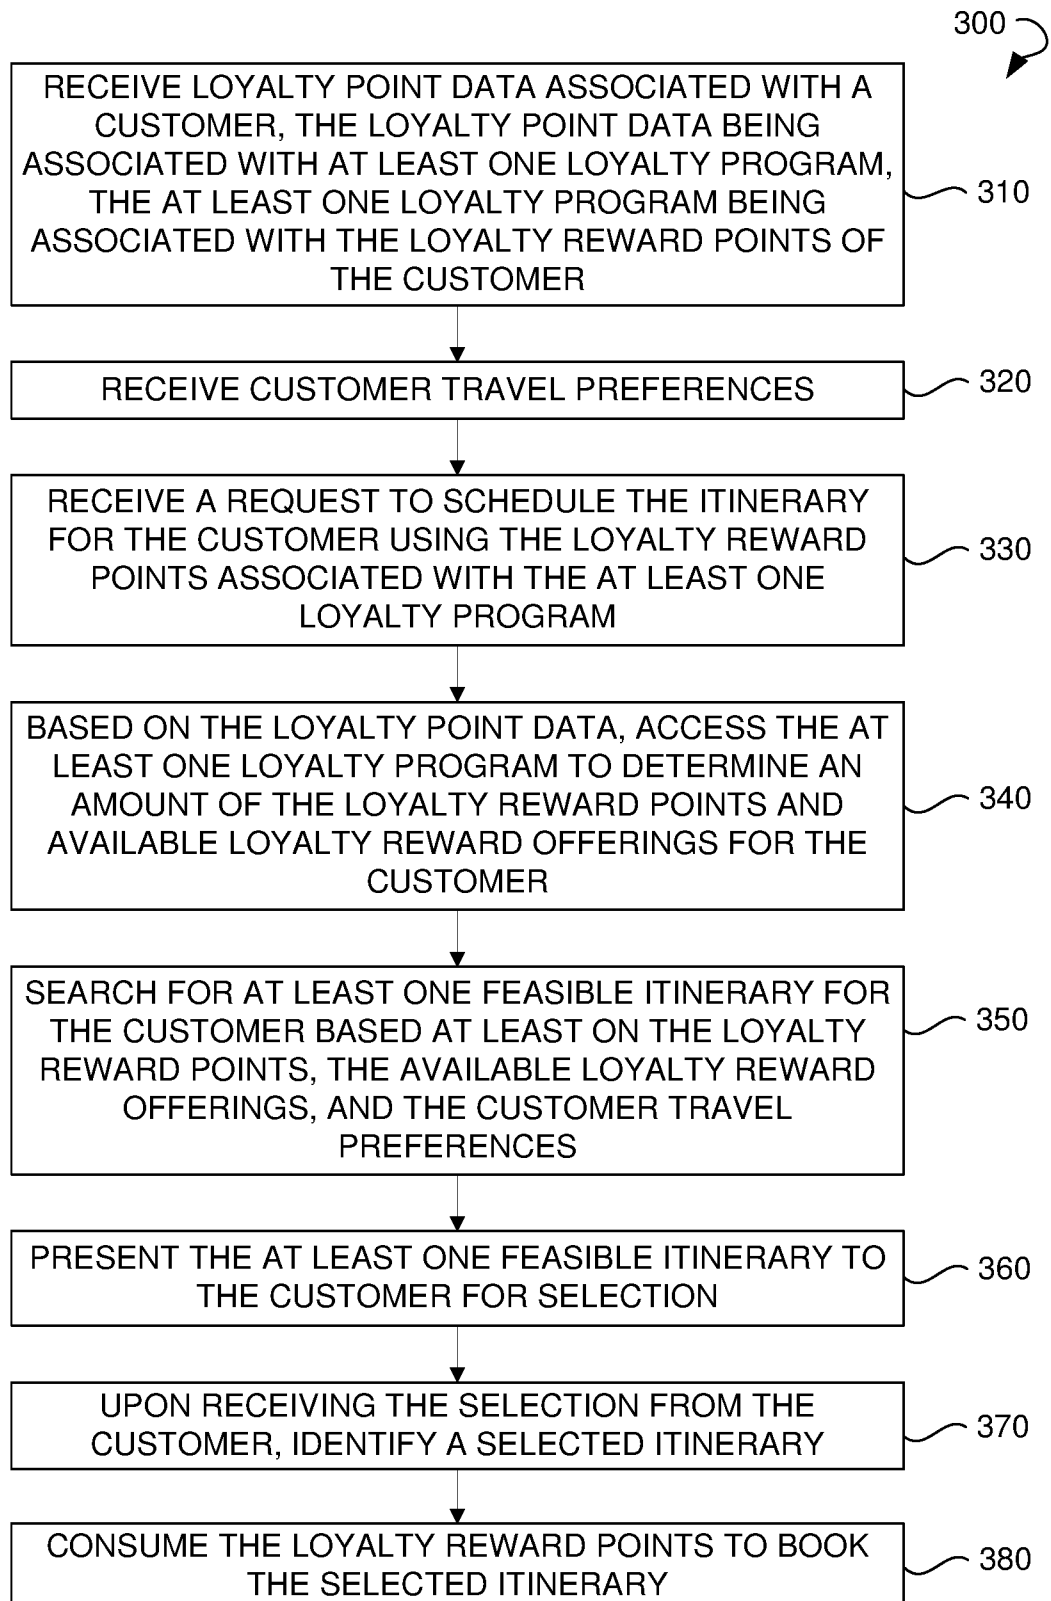 300
RECEIVE LOYALTY POINT DATA ASSOCIATED WITH A
CUSTOMER, THE LOYALTY POINT DATA BEING
ASSOCIATED WITH AT LEAST ONE LOYALTY PROGRAM,
THE AT LEAST ONE LOYALTY PROGRAM BEING
ASSOCIATED WITH THE LOYALTY REWARD POINTS OF
THE CUSTOMER
310
RECEIVE CUSTOMER TRAVEL PREFERENCES
320
RECEIVE A REQUEST TO SCHEDULE THE ITINERARY
FOR THE CUSTOMER USING THE LOYALTY REWARD
POINTS ASSOCIATED WITH THE AT LEAST ONE
LOYALTY PROGRAM
330
BASED ON THE LOYALTY POINT DATA, ACCESS THE AT
LEAST ONE LOYALTY PROGRAM TO DETERMINE AN
AMOUNT OF THE LOYALTY REWARD POINTS AND
AVAILABLE LOYALTY REWARD OFFERINGS FOR THE
CUSTOMER
340
SEARCH FOR AT LEAST ONE FEASIBLE ITINERARY FOR
THE CUSTOMER BASED AT LEAST ON THE LOYALTY
REWARD POINTS, THE AVAILABLE LOYALTY REWARD
OFFERINGS, AND THE CUSTOMER TRAVEL
PREFERENCES
350
PRESENT THE AT LEAST ONE FEASIBLE ITINERARY TO
THE CUSTOMER FOR SELECTION
360
UPON RECEIVING THE SELECTION FROM THE
CUSTOMER, IDENTIFY A SELECTED ITINERARY
370
CONSUME THE LOYALTY REWARD POINTS TO BOOK
THE SELECTED ITINERARY
380